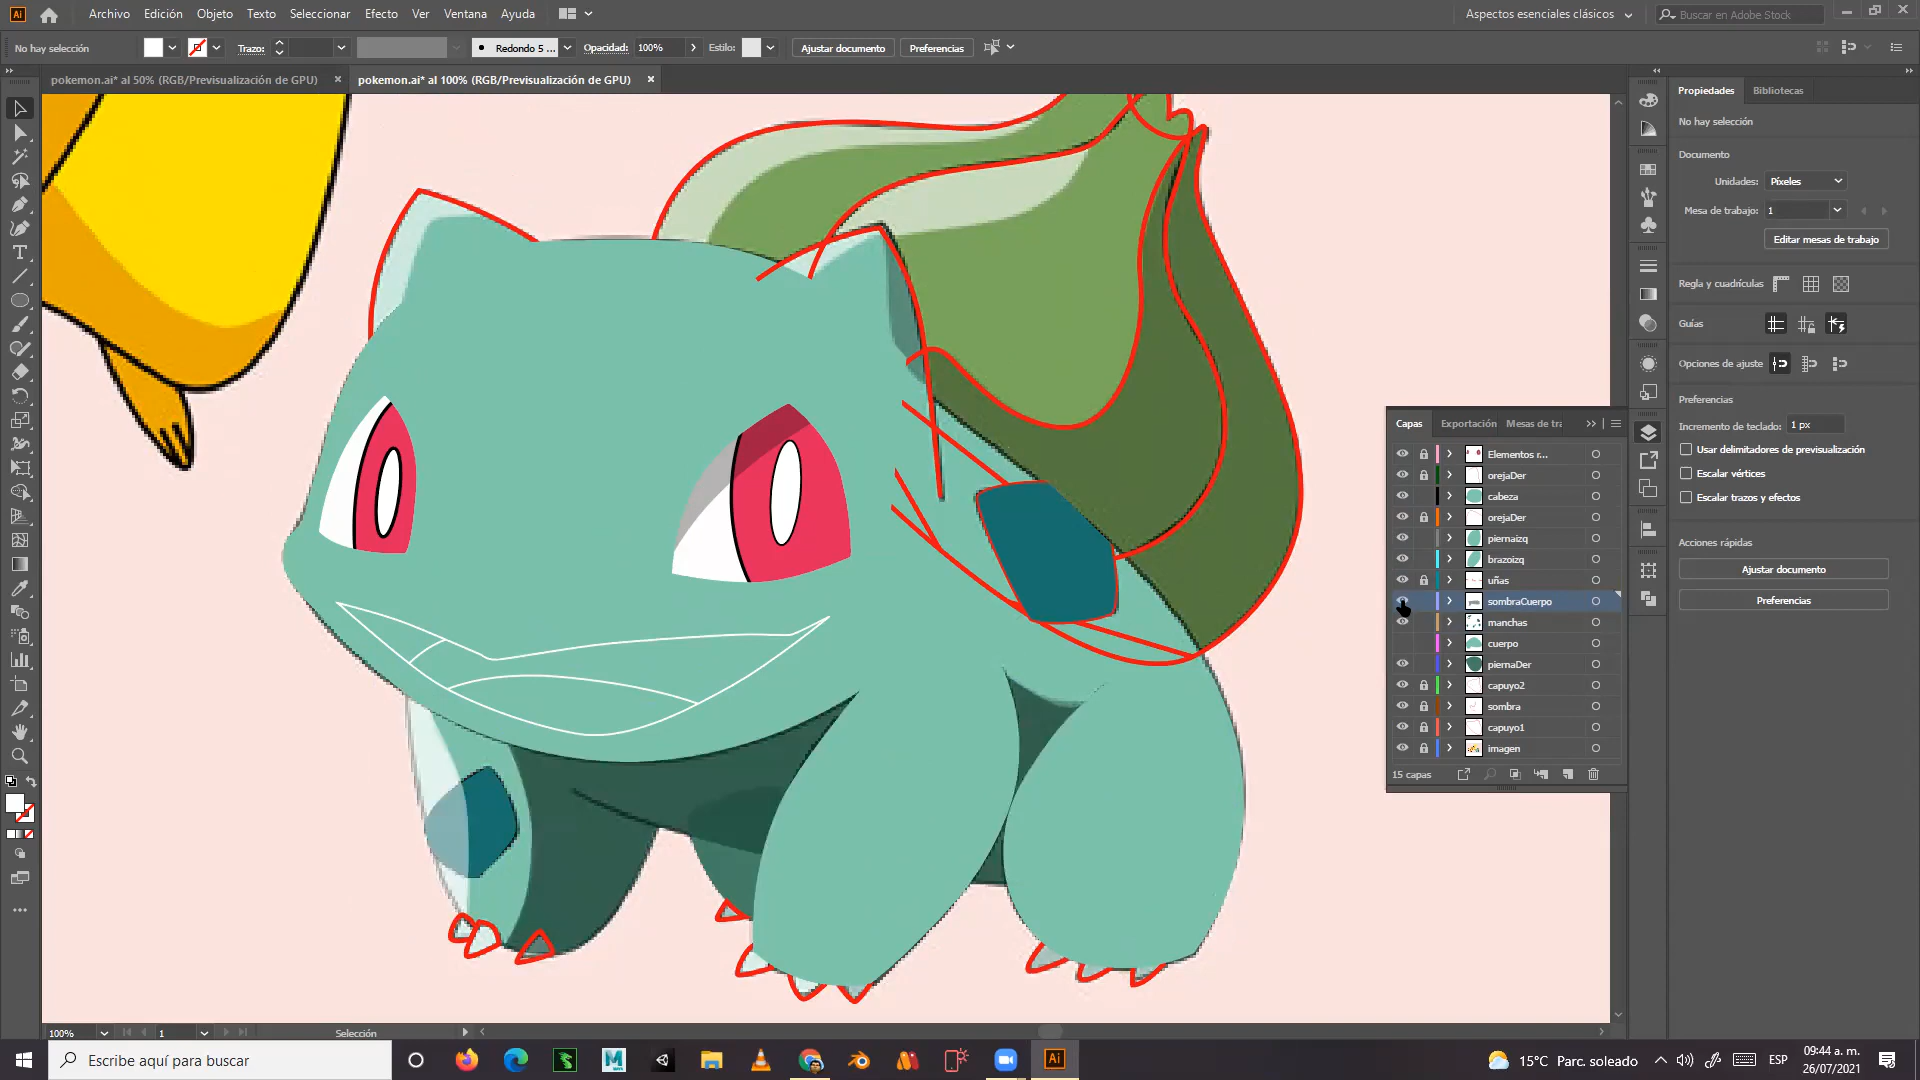 Ai Archivo Edición Objeto Texto Seleccionar Efecto Ver Ventana Ayuda Aspectos esenciales clásicos Buscar en Adobe Stock
No hay selección Trazo: Redondo 5 ... Opacidad: 100% Estilo: Ajustar documento Preferencias
pokemon.ai* al 50% (RGB/Previsualización de GPU) × pokemon.ai* al 100% (RGB/Previsualización de GPU) ×
Propiedades Bibliotecas
No hay selección
Documento
Unidades: Píxeles
Mesa de trabajo: 1
Editar mesas de trabajo
Regla y cuadrículas
Guías
Opciones de ajuste
Preferencias
Incremento de teclado: 1 px
Usar delimitadores de previsualización
Escalar vértices
Escalar trazos y efectos
Acciones rápidas
Ajustar documento
Preferencias
Capas Exportación Mesas de tra
Elementos r...
orejaDer
cabeza
orejaDer
piernaizq
brazoizq
uñas
sombraCuerpo
manchas
cuerpo
piernaDer
capuyo2
sombra
capuyo1
imagen
15 capas
100% 1 Selección
Escribe aquí para buscar
Ai
15°C Parc. soleado
ESP
09:44 a. m.
26/07/2021